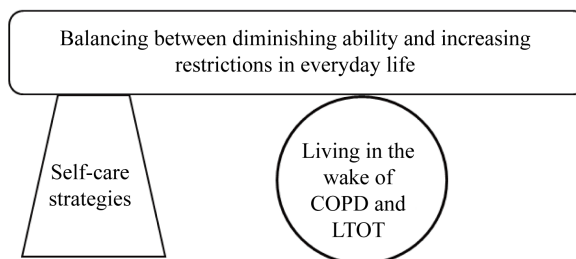 Balancing between diminishing ability and increasing
restrictions in everyday life
Self-care
strategies
Living in the
wake of
COPD and
LTOT